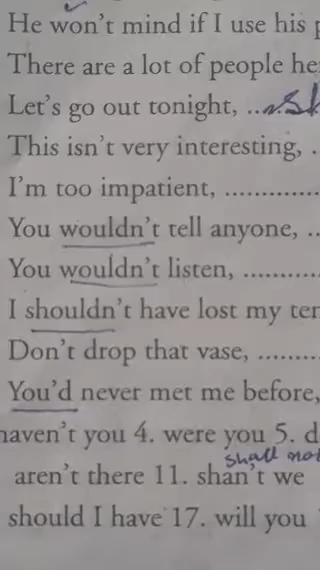 He won't mind if I use his
There are a lot of people he
Let's go out tonight, ...
This isn't very interesting, .
I'm too impatient, ............
You wouldn't tell anyone, ..
You wouldn't listen, ..........
I shouldn't have lost my ter
Don't drop that vase, ........
You'd never met me before,
haven't you 4. were you 5. d
shall not
aren't there 11. shan't we
should I have 17. will you